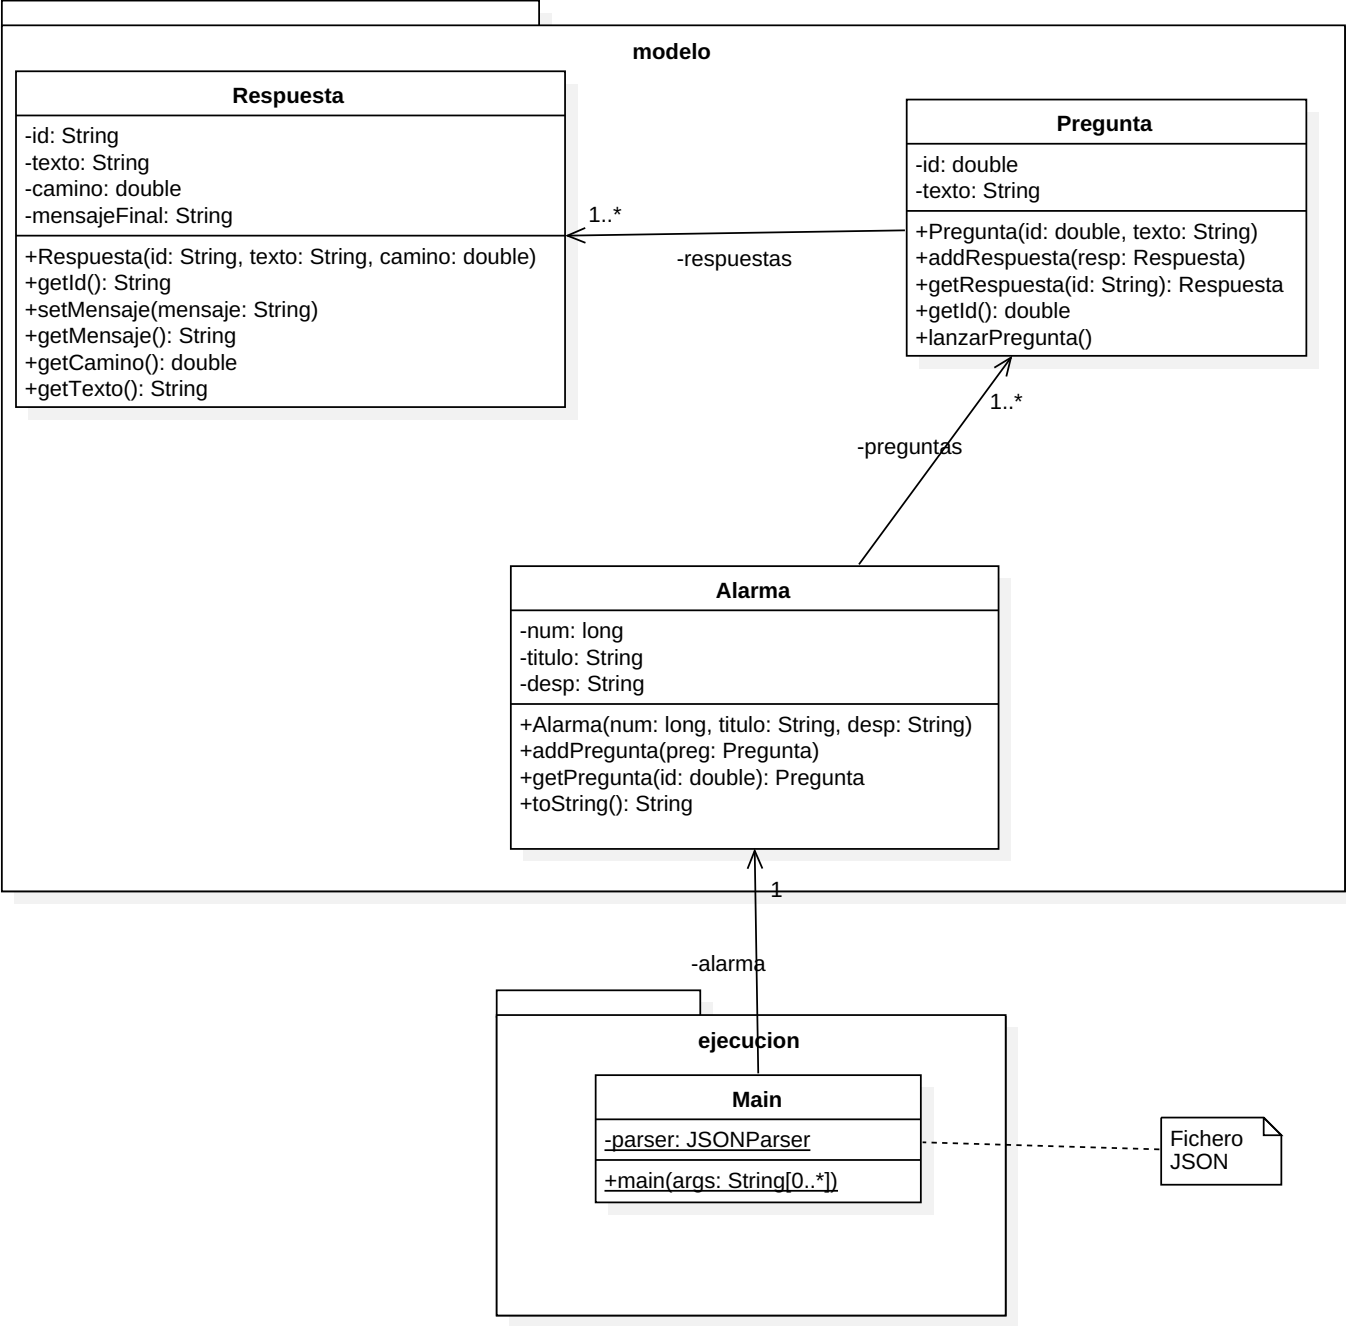 modelo
Respuesta
-id: String
-texto: String
-camino: double
-mensajeFinal: String
+Respuesta(id: String, texto: String, camino: double)
+getId(): String
+setMensaje(mensaje: String)
+getMensaje(): String
+getCamino(): double
+getTexto(): String
1..*
-respuestas
Pregunta
-id: double
-texto: String
+Pregunta(id: double, texto: String)
+addRespuesta(resp: Respuesta)
+getRespuesta(id: String): Respuesta
+getId(): double
+lanzarPregunta()
1..*
-preguntas
Alarma
-num: long
-titulo: String
-desp: String
+Alarma(num: long, titulo: String, desp: String)
+addPregunta(preg: Pregunta)
+getPregunta(id: double): Pregunta
+toString(): String
1
-alarma
ejecucion
Main
-parser: JSONParser
+main(args: String[0..*])
Fichero
JSON